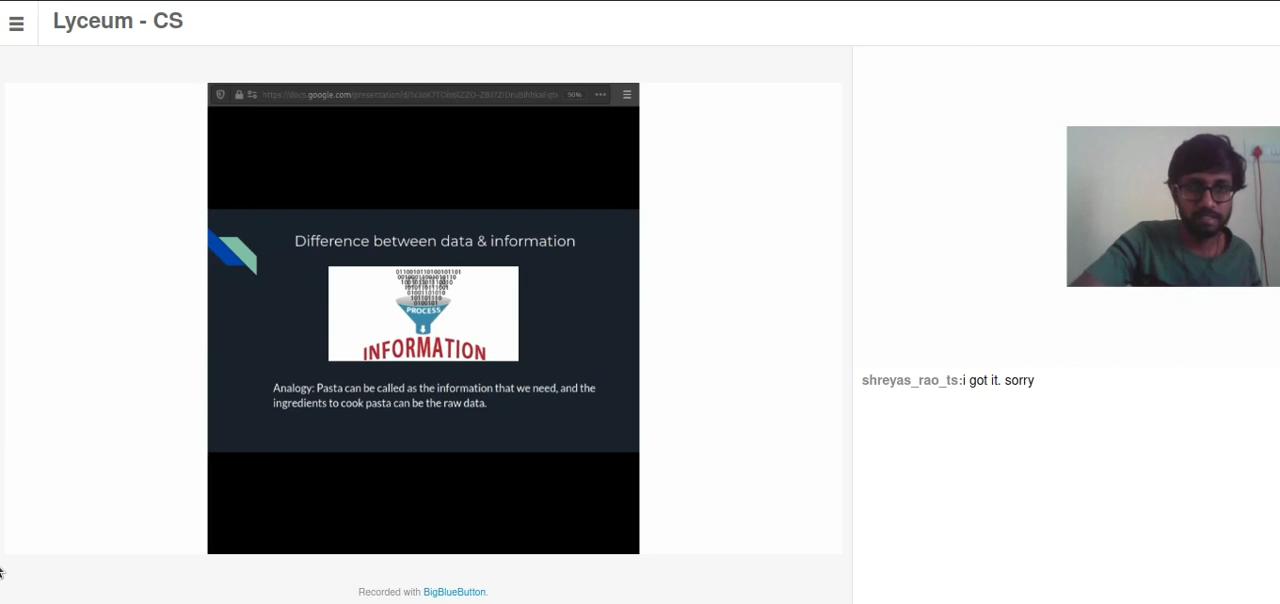 Lyceum - CS
90%
Difference between data & information
PROCESS
INFORMATION
Analogy: Pasta can be called as the information that we need, and the
ingredients to cook pasta can be the raw data.
shreyas_rao_ts:i got it. sorry
Recorded with BigBlueButton.